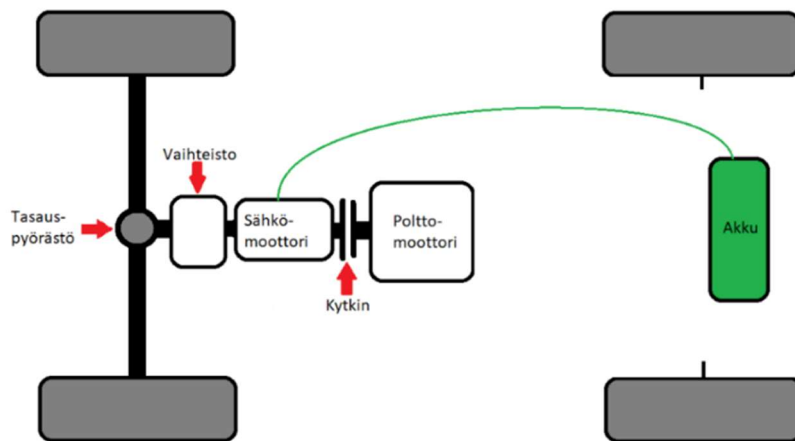 Vaihteisto
Tasaus-
pyörästö
Sähkö-
moottori
Poltto-
moottori
Kytkin
Akku